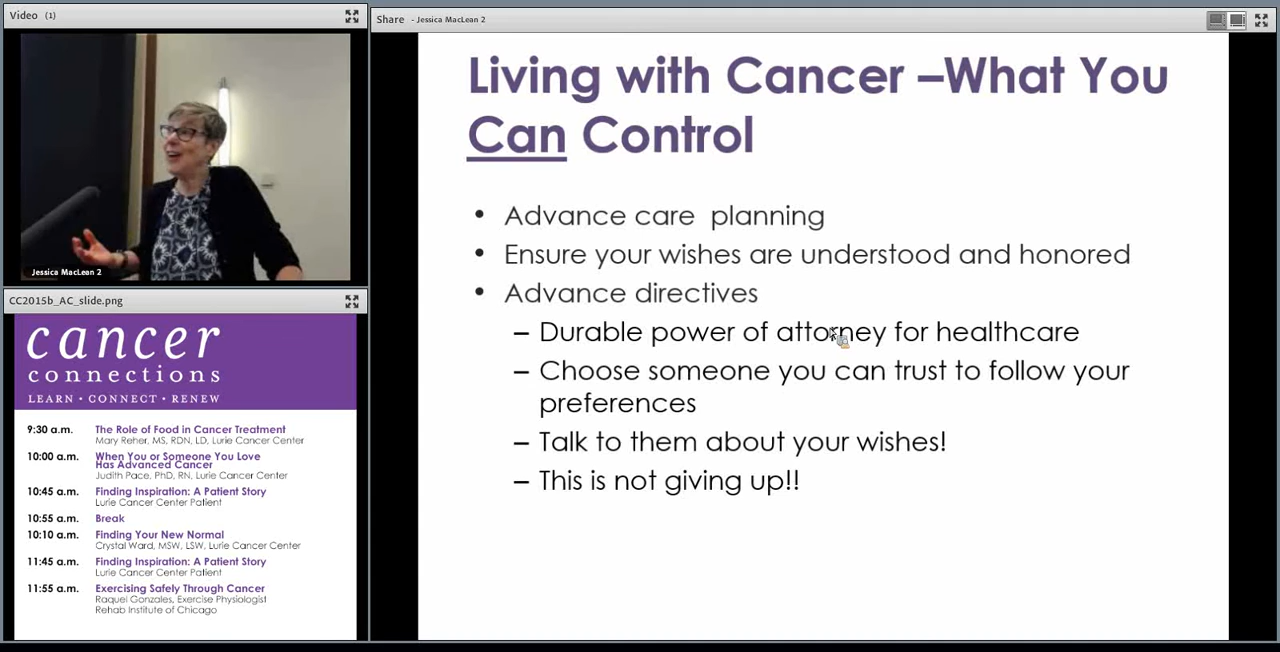 Video (1)
Jessica MacLean 2
CC2015b_AC_slide.png
cancer
connections
LEARN • CONNECT • RENEW
9:30 a.m. The Role of Food in Cancer Treatment
Mary Reher, MS, RDN, LD, Lurie Cancer Center
10:00 a.m. When You or Someone You Love
Has Advanced Cancer
Judith Pace, PhD, RN, Lurie Cancer Center
10:45 a.m. Finding Inspiration: A Patient Story
Lurie Cancer Center Patient
10:55 a.m. Break
10:10 a.m. Finding Your New Normal
Crystal Ward, MSW, LSW, Lurie Cancer Center
11:45 a.m. Finding Inspiration: A Patient Story
Lurie Cancer Center Patient
11:55 a.m. Exercising Safely Through Cancer
Raquel Gonzales, Exercise Physiologist
Rehab Institute of Chicago
Share - Jessica MacLean 2
Living with Cancer –What You
Can Control
• Advance care planning
• Ensure your wishes are understood and honored
• Advance directives
– Durable power of attorney for healthcare
– Choose someone you can trust to follow your
preferences
– Talk to them about your wishes!
– This is not giving up!!